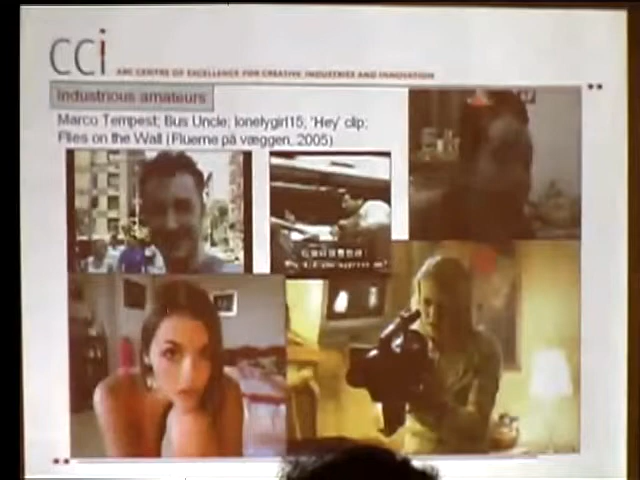 CCi
ARC CENTRE OF EXCELLENCE FOR CREATIVE INDUSTRIES AND INNOVATION
Industrious amateurs
Marco Tempest; Bus Uncle; lonelygirl15; 'Hey' clip;
Flies on the Wall (Fluerne på væggen, 2005)